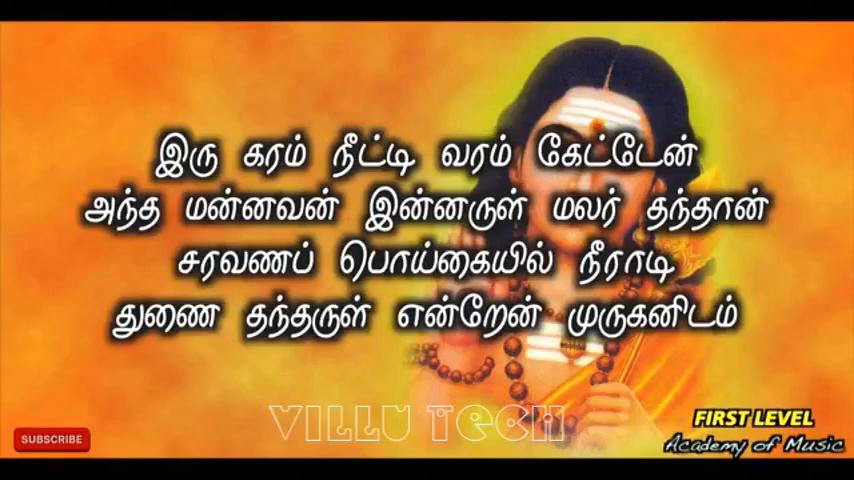 இரு கரம் நீட்டி வரம் கேட்டேன்
அந்த மன்னவன் இன்னருள் மலர் தந்தான்
சரவணப் பொய்கையில் நீராடி
துணை தந்தருள் என்றேன் முருகனிடம்
VILLU TECH
SUBSCRIBE
FIRST LEVEL
Academy of Music